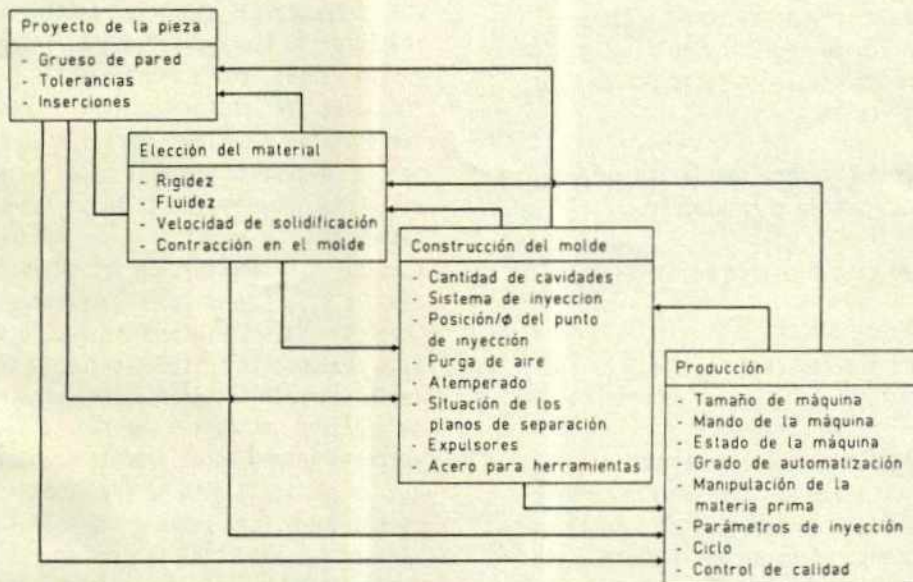 Proyecto de la pieza
- Grueso de pared
- Tolerancias
- Inserciones
Elección del material
- Rigidez
- Fluidez
- Velocidad de solidificación
- Contracción en el molde
Construcción del molde
- Cantidad de cavidades
- Sistema de inyeccion
- Posición/ø del punto
de inyección
- Purga de aire
- Atemperado
- Situación de los
planos de separación
- Expulsores
- Acero para herramientas
Producción
- Tamaño de máquina
- Mando de la máquina
- Estado de la máquina
- Grado de automatización
- Manipulación de la
materia prima
- Parámetros de inyección
- Ciclo
- Control de calidad